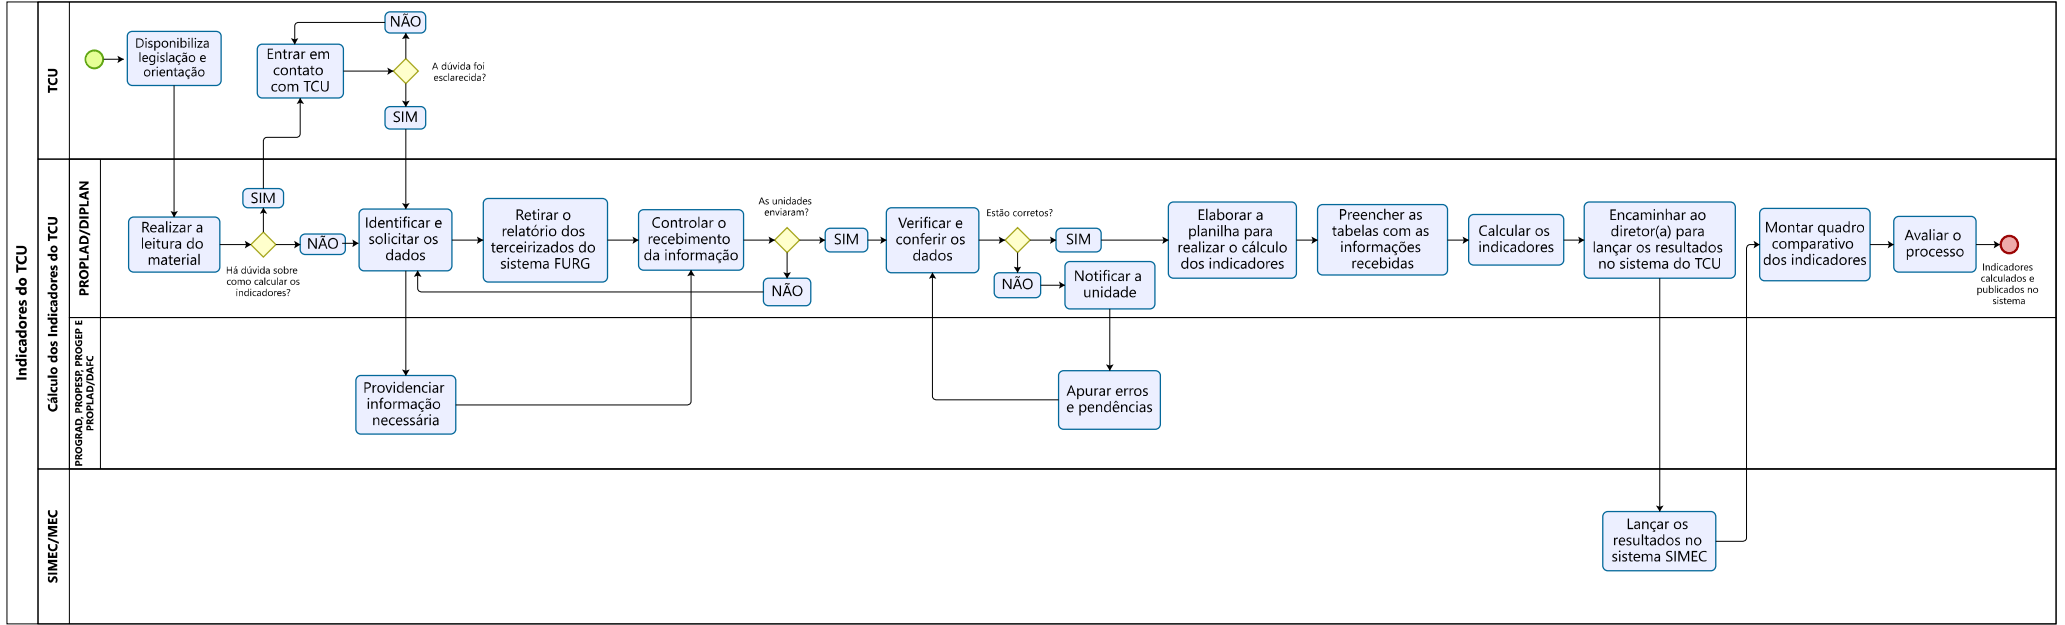 Indicadores do TCU
TCU
Disponibiliza
legislação e
orientação
Entrar em
contato
com TCU
NÃO
A dúvida foi
esclarecida?
SIM
Cálculo dos Indicadores do TCU
PROPLAD/DIPLAN
Realizar a
leitura do
material
SIM
Há dúvida sobre
como calcular os
indicadores?
NÃO
Identificar e
solicitar os
dados
Retirar o
relatório dos
terceirizados do
sistema FURG
Controlar o
recebimento
da informação
As unidades
enviaram?
SIM
NÃO
Verificar e
conferir os
dados
Estão corretos?
SIM
NÃO
Notificar a
unidade
Elaborar a
planilha para
realizar o cálculo
dos indicadores
Preencher as
tabelas com as
informações
recebidas
Calcular os
indicadores
Encaminhar ao
diretor(a) para
lançar os resultados
no sistema do TCU
Montar quadro
comparativo
dos indicadores
Avaliar o
processo
Indicadores
calculados e
publicados no
sistema
PROGRAD, PROPESP, PROGEP E
PROPLAD/DAFC
Providenciar
informação
necessária
Apurar erros
e pendências
SIMEC/MEC
Lançar os
resultados no
sistema SIMEC